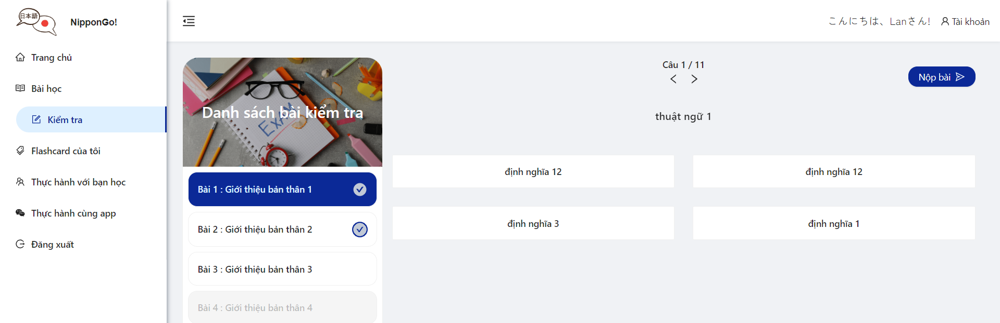 日本語
NipponGo!
こんにちは、Lanさん!
Tài khoản
Trang chủ
Bài học
Kiểm tra
Flashcard của tôi
Thực hành với bạn học
Thực hành cùng app
Đăng xuất
EXAM
Danh sách bài kiểm tra
Bài 1 : Giới thiệu bản thân 1
Bài 2 : Giới thiệu bản thân 2
Bài 3 : Giới thiệu bản thân 3
Bài 4 : Giới thiệu bản thân 4
Câu 1 / 11
Nộp bài
thuật ngữ 1
định nghĩa 12
định nghĩa 12
định nghĩa 3
định nghĩa 1